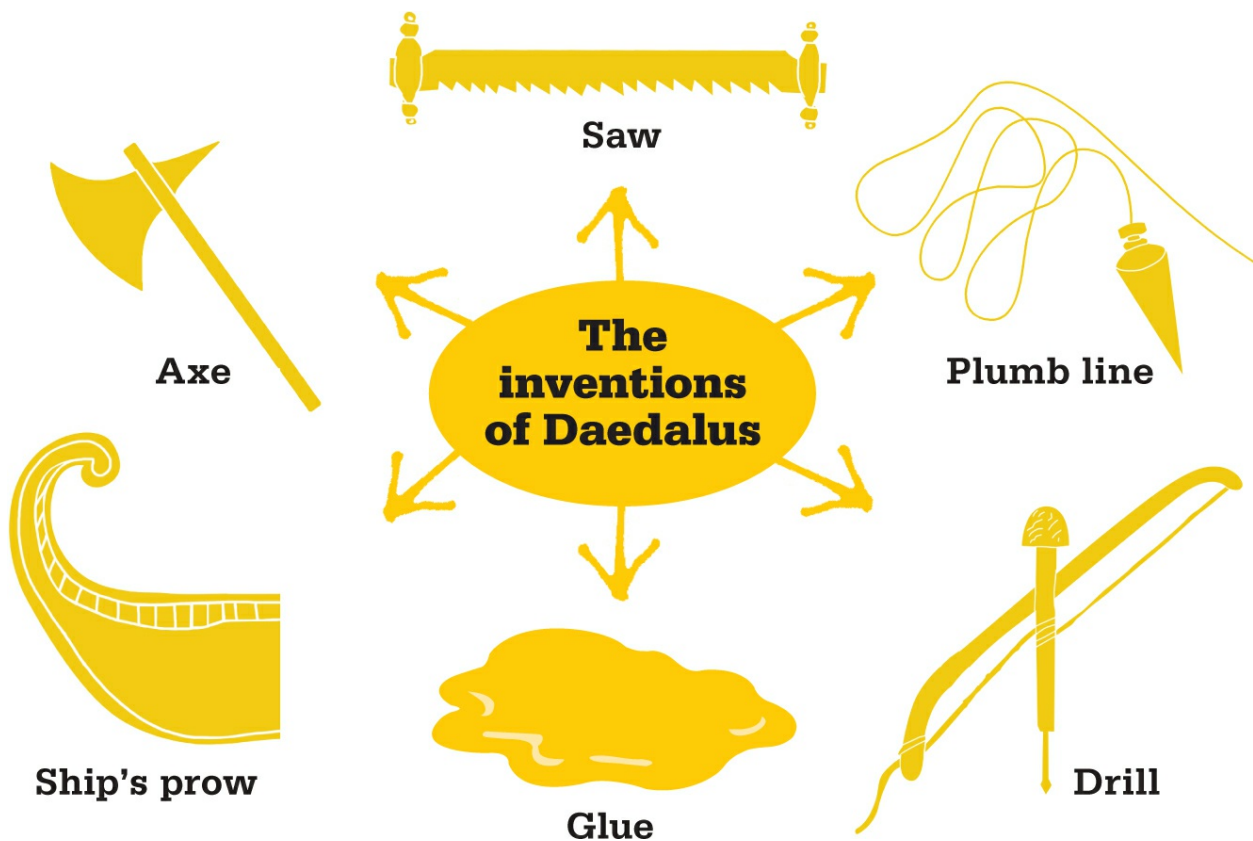 Saw
Axe
The
inventions
of Daedalus
Plumb line
Ship's prow
Glue
Drill